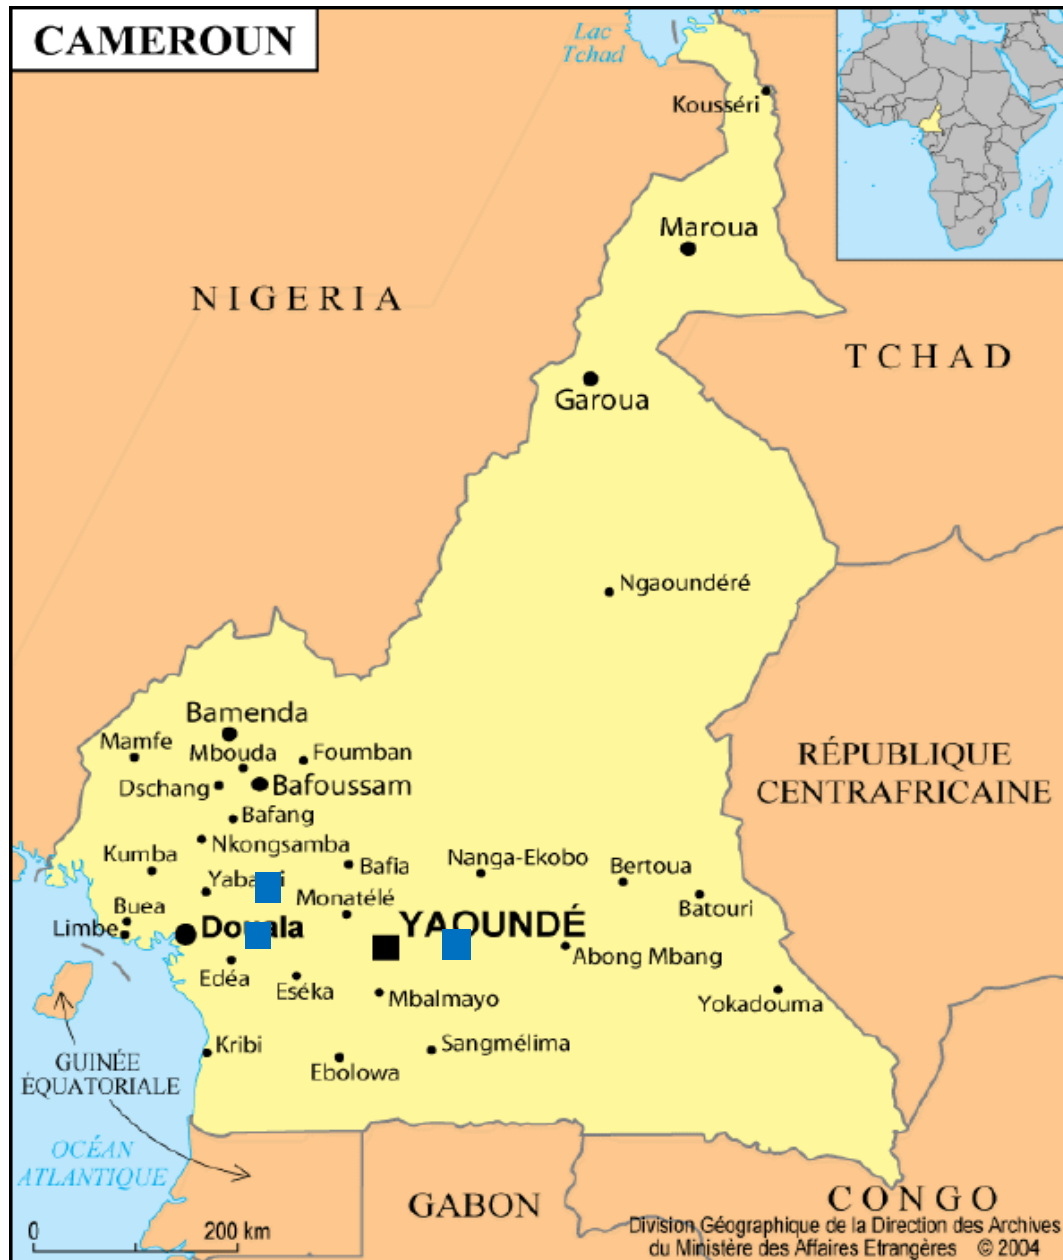 CAMEROUN
Lac
Tchad
Kousséri
Maroua
NIGERIA
TCHAD
Garoua
Ngaoundéré
Bamenda
Mamfe
Mbouda
Foumban
Dschang
Bafoussam
RÉPUBLIQUE
CENTRAFRICAINE
Bafang
Nkongsamba
Kumba
Bafia
Nanga-Ekobo
Bertoua
Monatélé
Batouri
Buea
Limbe
YAOUNDÉ
Abong Mbang
Edéa
Eséka
Mbalmayo
Yokadouma
Kribi
Sangmélima
Ebolowa
GUINÉE
ÉQUATORIALE
OCÉAN
ATLANTIQUE
GABON
CONGO
0
200 km
Division Géographique de la Direction des Archives
du Ministère des Affaires Etrangères © 2004